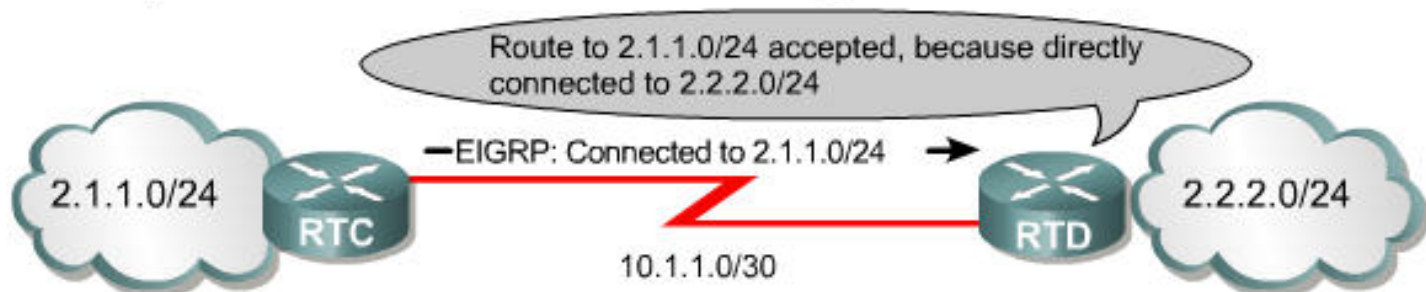 Route to 2.1.1.0/24 accepted, because directly
connected to 2.2.2.0/24
EIGRP: Connected to 2.1.1.0/24
2.1.1.0/24
RTC
RTD
2.2.2.0/24
10.1.1.0/30